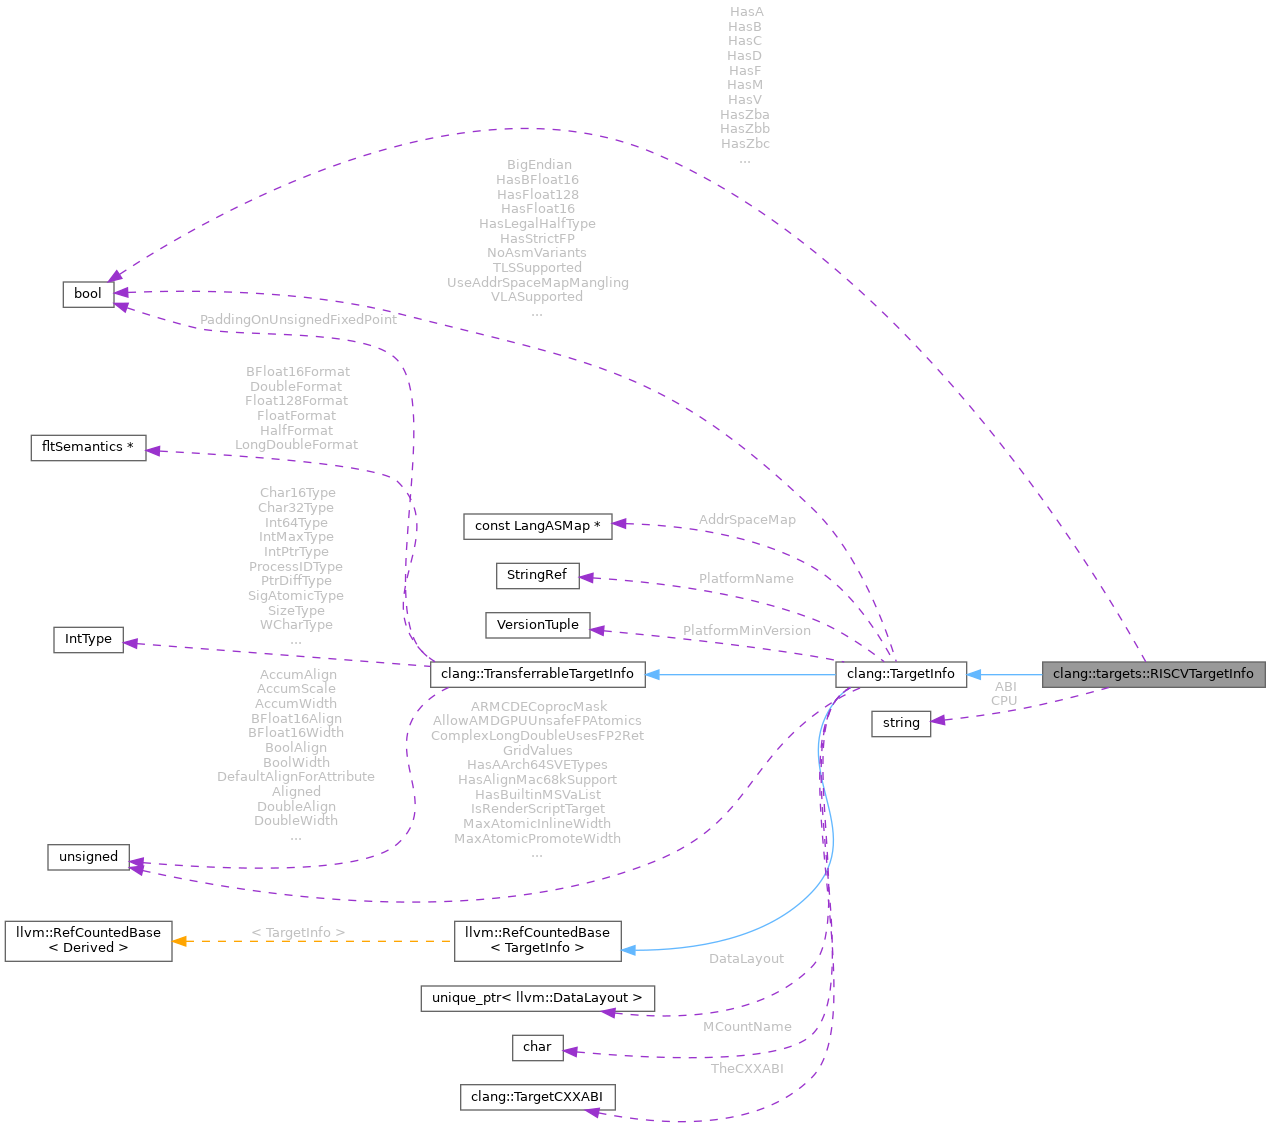 HasA
HasB
HasC
HasD
HasF
HasM
HasV
HasZba
HasZbb
HasZbc
...
BigEndian
HasBFloat16
HasFloat128
HasFloat16
HasLegalHalfType
HasStrictFP
NoAsmVariants
TLSSupported
UseAddrSpaceMapMangling
VLASupported
...
bool
PaddingOnUnsignedFixedPoint
BFloat16Format
DoubleFormat
Float128Format
FloatFormat
HalfFormat
LongDoubleFormat
fltSemantics *
Char16Type
Char32Type
Int64Type
IntMaxType
IntPtrType
ProcessIDType
PtrDiffType
SigAtomicType
SizeType
WCharType
...
const LangASMap *
AddrSpaceMap
StringRef
PlatformName
VersionTuple
PlatformMinVersion
IntType
clang::TransferrableTargetInfo
clang::TargetInfo
clang::targets::RISCVTargetInfo
ABI
CPU
string
AccumAlign
AccumScale
AccumWidth
BFloat16Align
BFloat16Width
BoolAlign
BoolWidth
DefaultAlignForAttribute
Aligned
DoubleAlign
DoubleWidth
...
ARMCDECoprocMask
AllowAMDGPUUnsafeFPAtomics
ComplexLongDoubleUsesFP2Ret
GridValues
HasAArch64SVETypes
HasAlignMac68kSupport
HasBuiltinMSVaList
IsRenderScriptTarget
MaxAtomicInlineWidth
MaxAtomicPromoteWidth
...
unsigned
llvm::RefCountedBase
< Derived >
< TargetInfo >
llvm::RefCountedBase
< TargetInfo >
DataLayout
unique_ptr< llvm::DataLayout >
MCountName
char
TheCXXABI
clang::TargetCXXABI